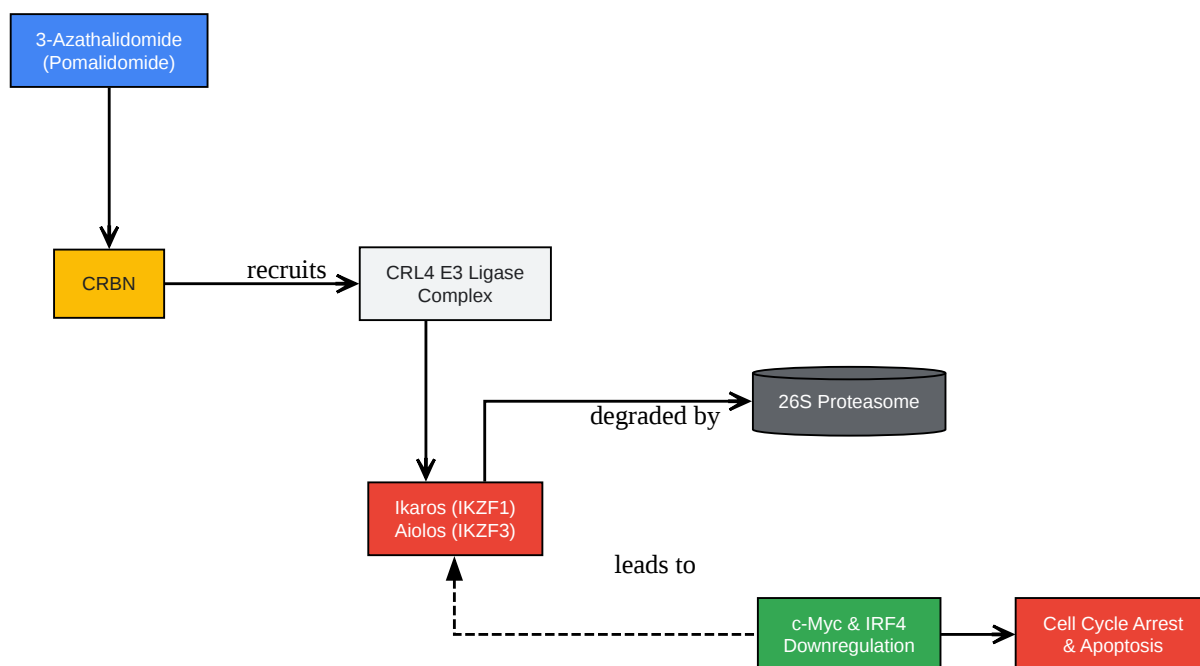 3-Azathalidomide
(Pomalidomide)
CRBN
recruits
CRL4 E3 Ligase
Complex
26S Proteasome
degraded by
Ikaros (IKZF1)
Aiolos (IKZF3)
leads to
c-Myc & IRF4
Downregulation
Cell Cycle Arrest
& Apoptosis